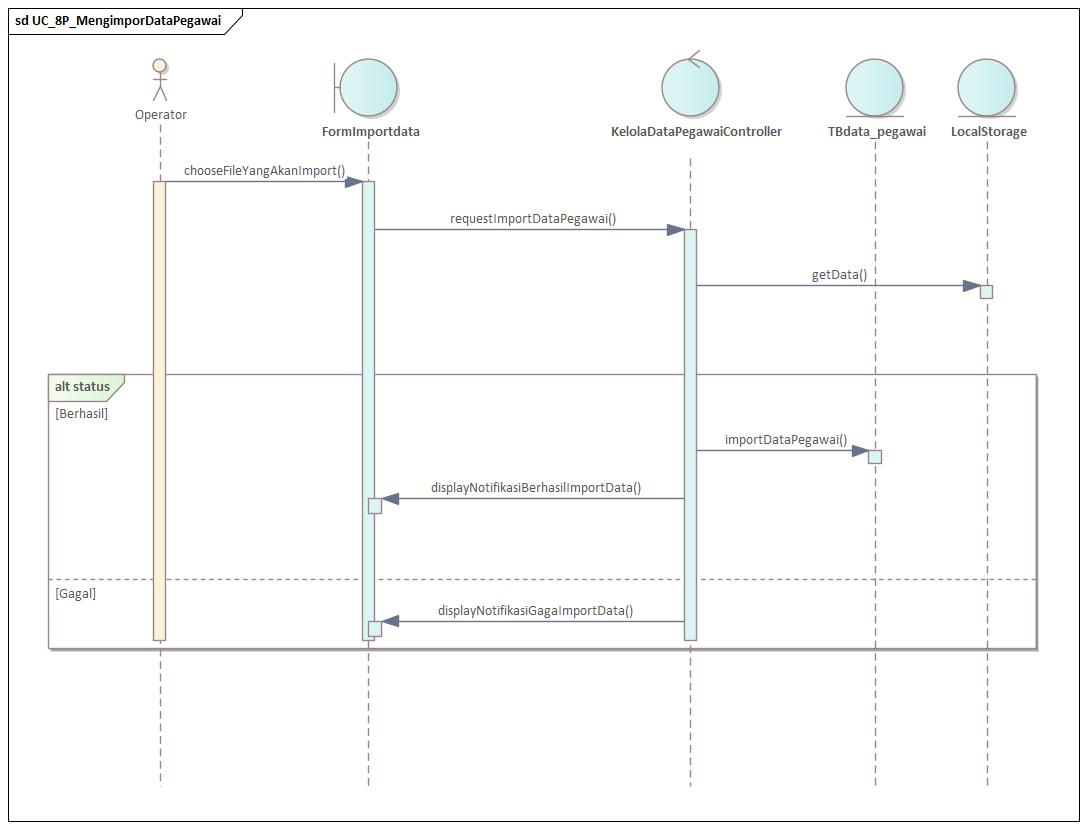 sd UC_8P_MengimporDataPegawai
Operator
FormImportdata
KelolaDataPegawaiController
TBdata_pegawai
LocalStorage
chooseFileYangAkanImport()
requestImportDataPegawai()
getData()
alt status
[Berhasil]
importDataPegawai()
displayNotifikasiBerhasilImportData()
[Gagal]
displayNotifikasiGagaImportData()